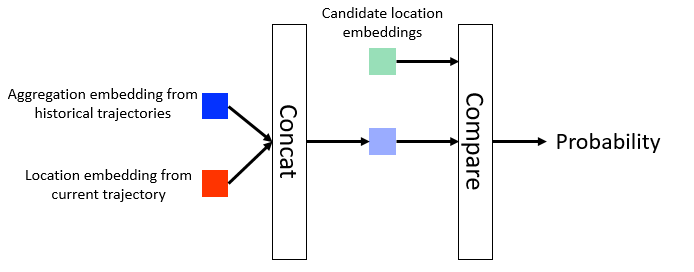 Candidate location
embeddings
Aggregation embedding from
historical trajectories
Location embedding from
current trajectory
Concat
Compare
Probability